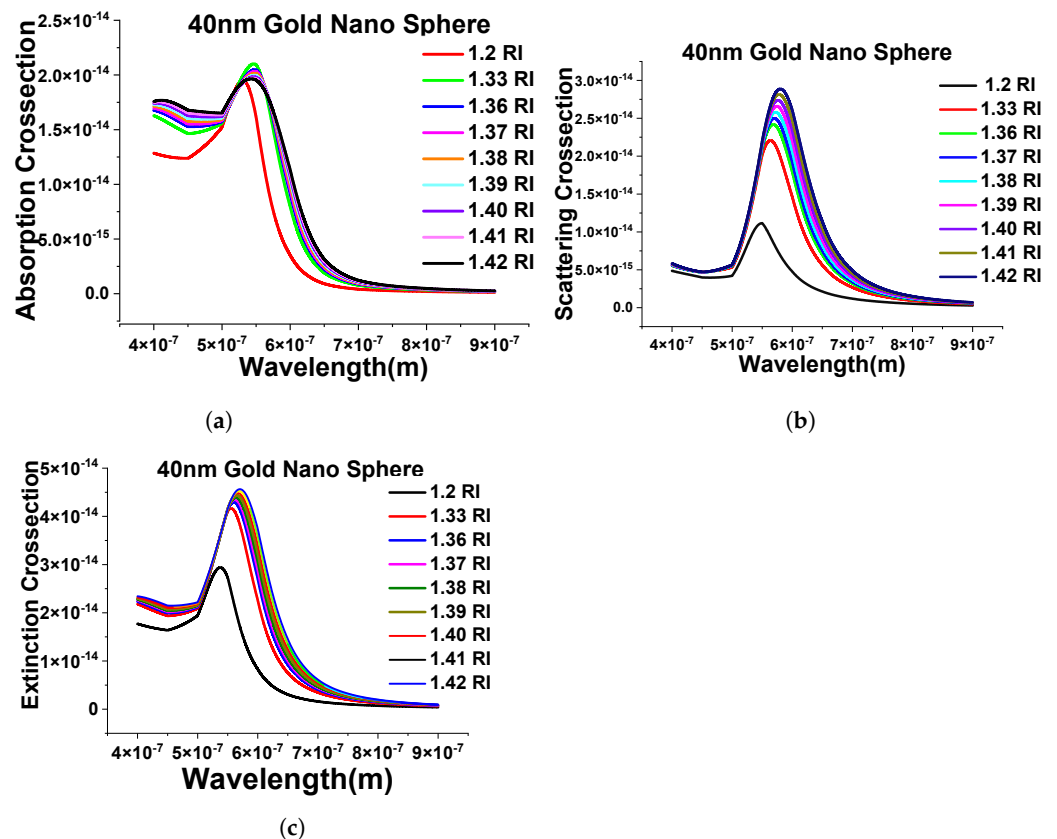 40nm Gold Nano Sphere
Absorption Crossection
2.5×10⁻¹⁴
2.0×10⁻¹⁴
1.5×10⁻¹⁴
1.0×10⁻¹⁴
5.0×10⁻¹⁵
0.0
1.2 RI
1.33 RI
1.36 RI
1.37 RI
1.38 RI
1.39 RI
1.40 RI
1.41 RI
1.42 RI
4×10⁻⁷ 5×10⁻⁷ 6×10⁻⁷ 7×10⁻⁷ 8×10⁻⁷ 9×10⁻⁷
Wavelength(m)
(a)
40nm Gold Nano Sphere
Scattering Crossection
3.0×10⁻¹⁴
2.5×10⁻¹⁴
2.0×10⁻¹⁴
1.5×10⁻¹⁴
1.0×10⁻¹⁴
5.0×10⁻¹⁵
0.0
1.2 RI
1.33 RI
1.36 RI
1.37 RI
1.38 RI
1.39 RI
1.40 RI
1.41 RI
1.42 RI
4×10⁻⁷ 5×10⁻⁷ 6×10⁻⁷ 7×10⁻⁷ 8×10⁻⁷ 9×10⁻⁷
Wavelength(m)
(b)
40nm Gold Nano Sphere
Extinction Crossection
5×10⁻¹⁴
4×10⁻¹⁴
3×10⁻¹⁴
2×10⁻¹⁴
1×10⁻¹⁴
0
1.2 RI
1.33 RI
1.36 RI
1.37 RI
1.38 RI
1.39 RI
1.40 RI
1.41 RI
1.42 RI
4×10⁻⁷ 5×10⁻⁷ 6×10⁻⁷ 7×10⁻⁷ 8×10⁻⁷ 9×10⁻⁷
Wavelength(m)
(c)